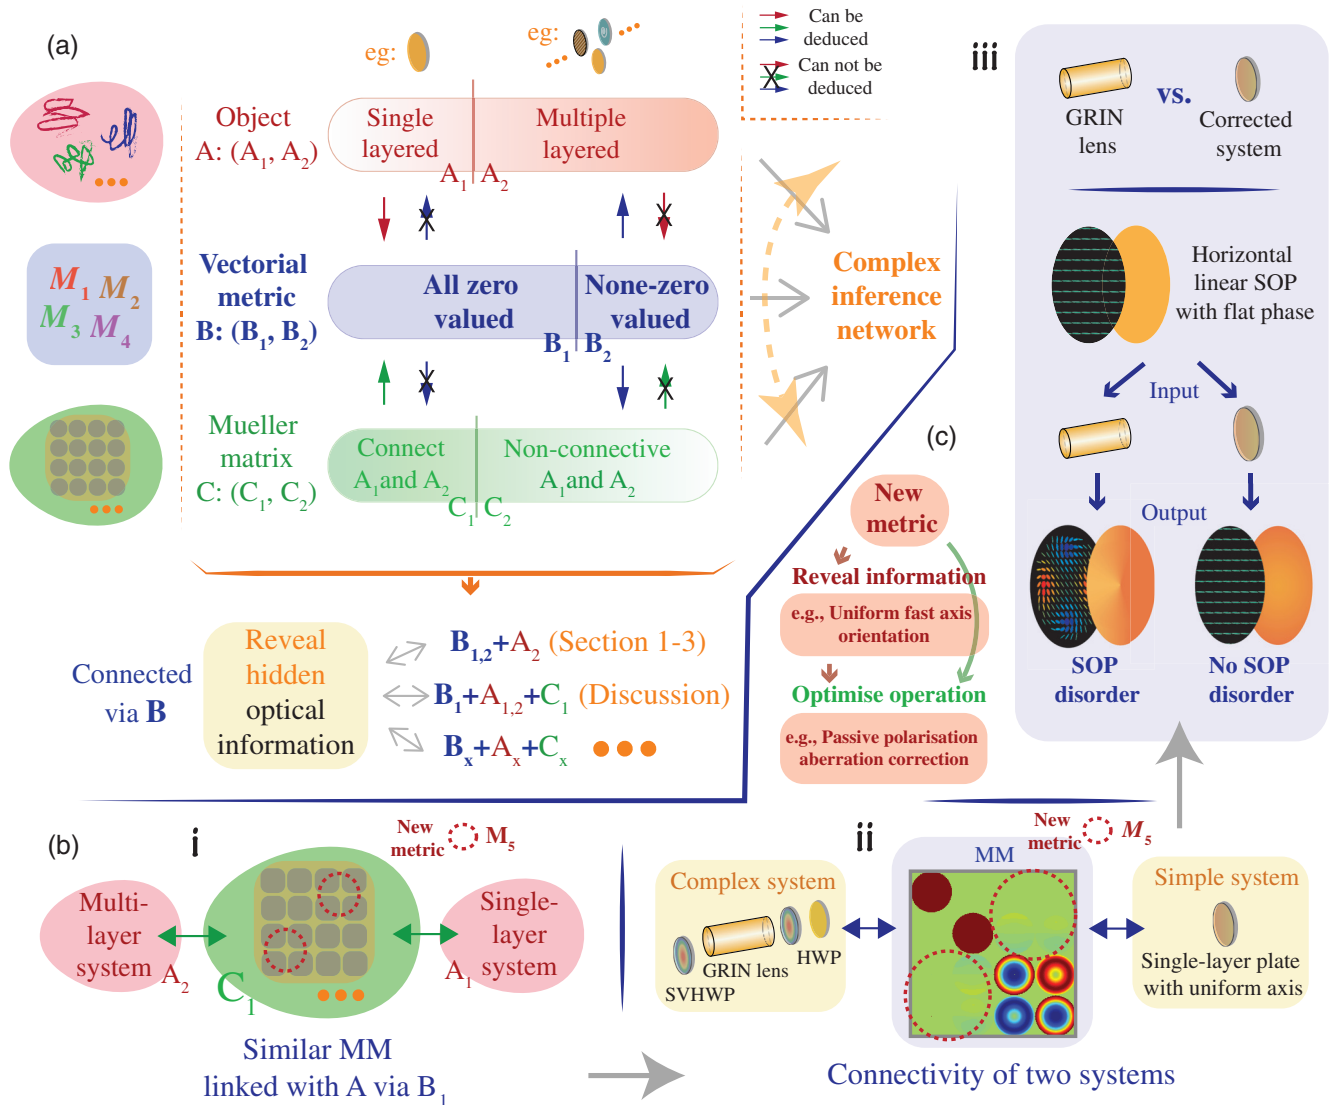 (a)
eg:
eg:
Can be
deduced
Can not be
deduced
Object
A: (A1, A2)
Single
layered
A1
A2
Multiple
layered
M1
M2
M3
M4
Vectorial
metric
B: (B1, B2)
All zero
valued
B1
B2
None-zero
valued
Mueller
matrix
C: (C1, C2)
Connect
A1and A2
C1
C2
Non-connective
A1and A2
Complex
inference
network
Connected
via B
Reveal
hidden
optical
information
B1,2+A2 (Section 1-3)
B1+A1,2+C1 (Discussion)
Bx+Ax+Cx
(c)
New
metric
Reveal information
e.g., Uniform fast axis
orientation
Optimise operation
e.g., Passive polarisation
aberration correction
iii
GRIN
lens
vs.
Corrected
system
Horizontal
linear SOP
with flat phase
Input
Output
SOP
disorder
No SOP
disorder
(b)
i
New
metric
M5
Multi-
layer
system
A2
C1
A1
Single-
layer
system
Similar MM
linked with A via B1
ii
New
metric
M5
MM
Complex system
SVHWP
GRIN lens
HWP
Simple system
Single-layer plate
with uniform axis
Connectivity of two systems